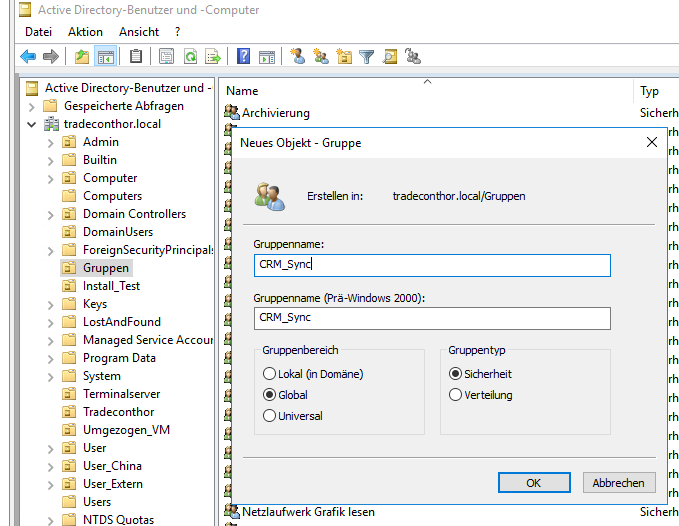 Active Directory-Benutzer und -Computer
Datei Aktion Ansicht ?
Active Directory-Benutzer und -
Gespeicherte Abfragen
tradeconthor.local
Admin
Builtin
Computer
Computers
Domain Controllers
DomainUsers
ForeignSecurityPrincipals
Gruppen
Install_Test
Keys
LostAndFound
Managed Service Accour
Program Data
System
Terminalserver
Tradeconthor
Umgezogen_VM
User
User_China
User_Extern
Users
NTDS Quotas
Name Typ
Archivierung Sicherh
Neues Objekt - Gruppe
Erstellen in: tradeconthor.local/Gruppen
Gruppenname:
CRM_Sync
Gruppenname (Prä-Windows 2000):
CRM_Sync
Gruppenbereich
Lokal (in Domäne)
Global
Universal
Gruppentyp
Sicherheit
Verteilung
OK Abbrechen
Netzlaufwerk Grafik lesen Sicherh